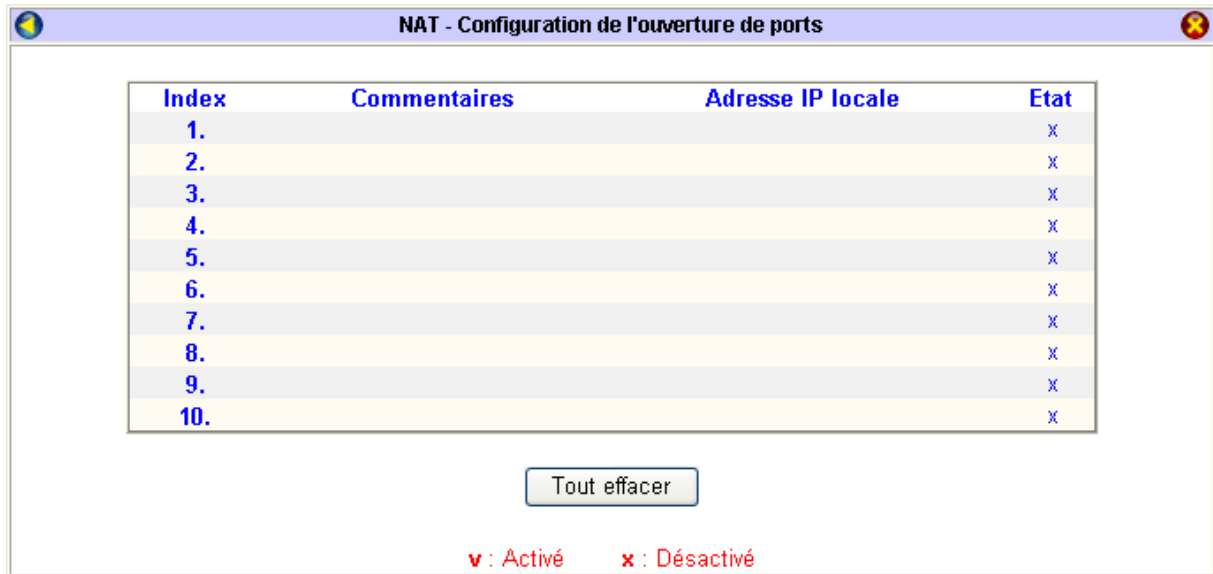 NAT - Configuration de l'ouverture de ports
Index Commentaires Adresse IP locale Etat
1. x
2. x
3. x
4. x
5. x
6. x
7. x
8. x
9. x
10. x
Tout effacer
v : Activé x : Désactivé